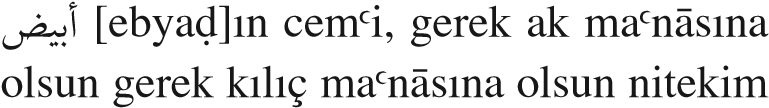 أبيض [ebyaḍ]ın cemᶜi, gerek ak maᶜnāsına
olsun gerek kılıç maᶜnāsına olsun nitekim